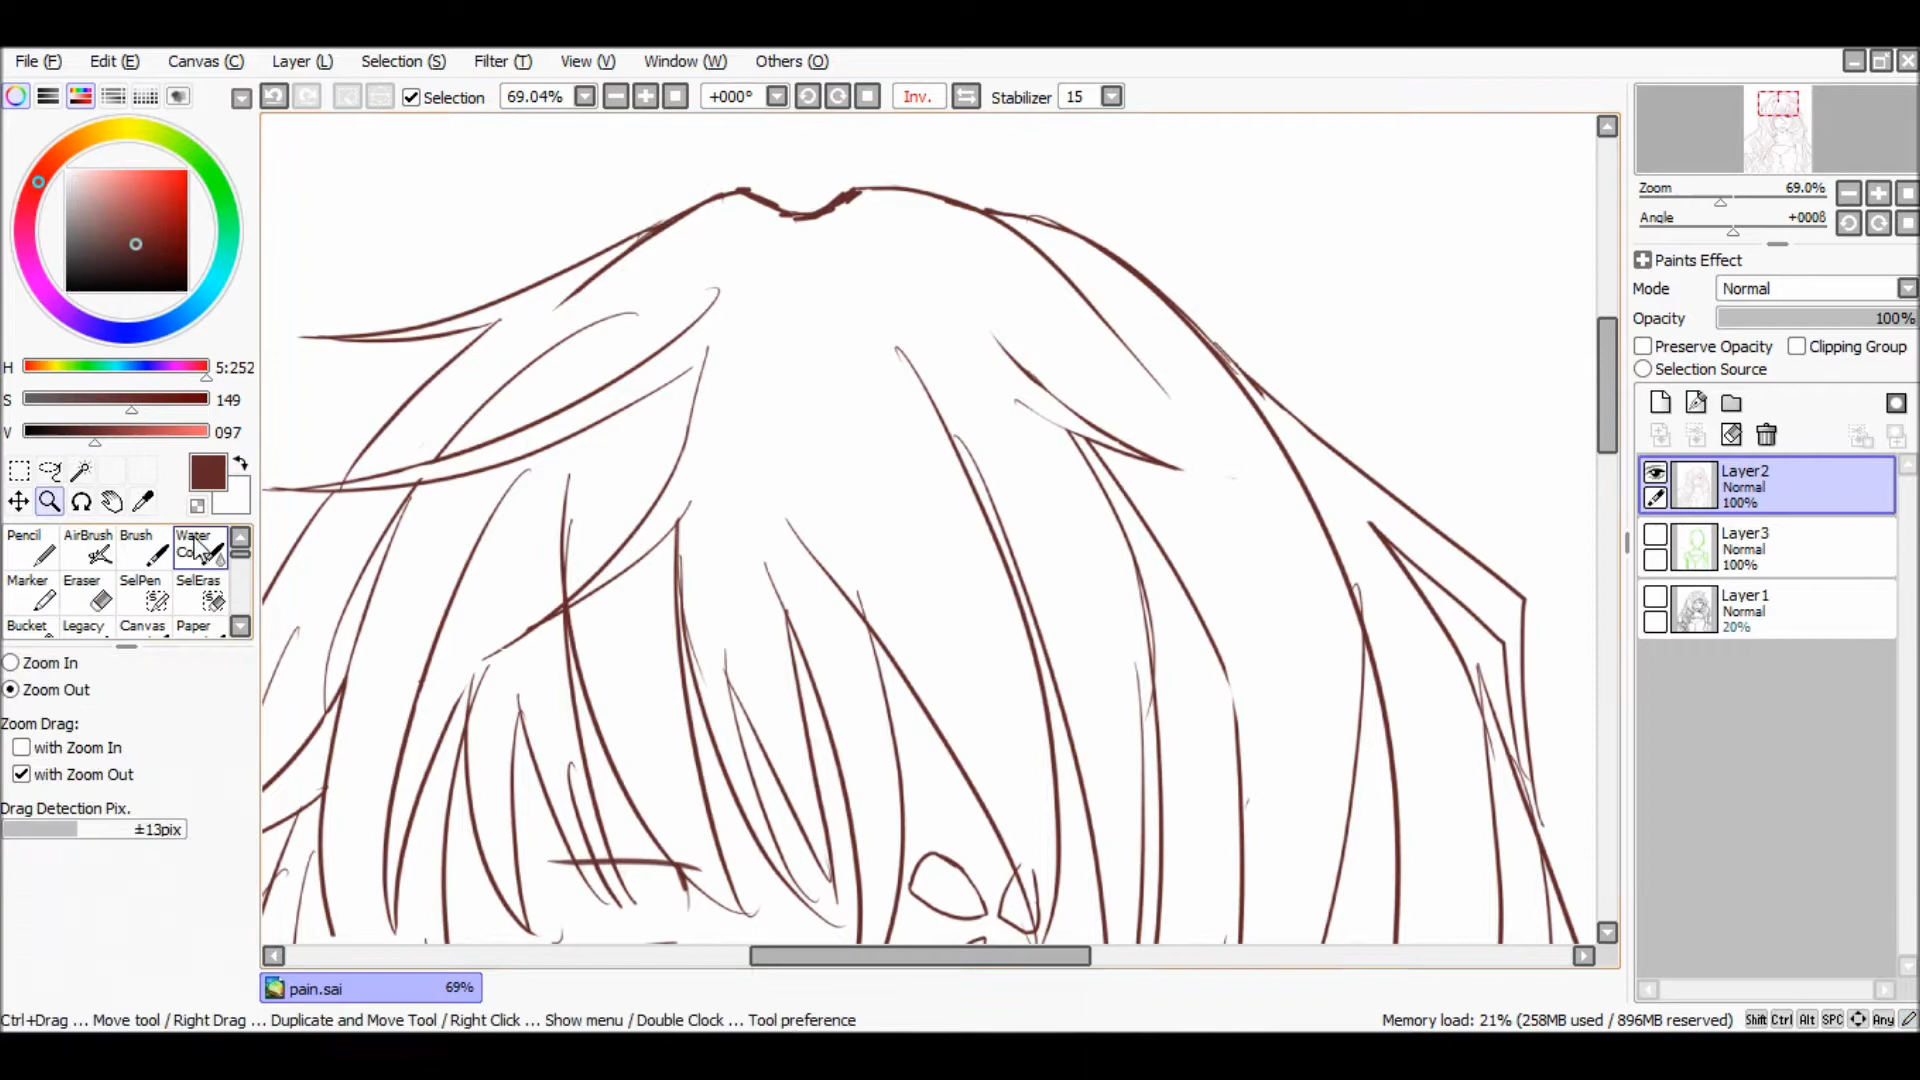 File (F) Edit (E) Canvas (C) Layer (L) Selection (S) Filter (T) View (V) Window (W) Others (O)
Selection 69.04% +000° Inv. Stabilizer 15
Zoom 69.0%
Angle +000ß
Paints Effect
Mode Normal
Opacity 100%
Preserve Opacity Clipping Group
Selection Source
H 5:252
S 149
V 097
Pencil AirBrush Brush Water
Marker Eraser SelPen SelEras
Bucket Legacy Canvas Paper
Zoom In
Zoom Out
Zoom Drag:
with Zoom In
with Zoom Out
Drag Detection Pix.
±13pix
Layer2
Normal
100%
Layer3
Normal
100%
Layer1
Normal
20%
pain.sai 69%
Ctrl+Drag ... Move tool / Right Drag ... Duplicate and Move Tool / Right Click ... Show menu / Double Clock ... Tool preference
Memory load: 21% (258MB used / 896MB reserved) Shift Ctrl Alt SPC Any